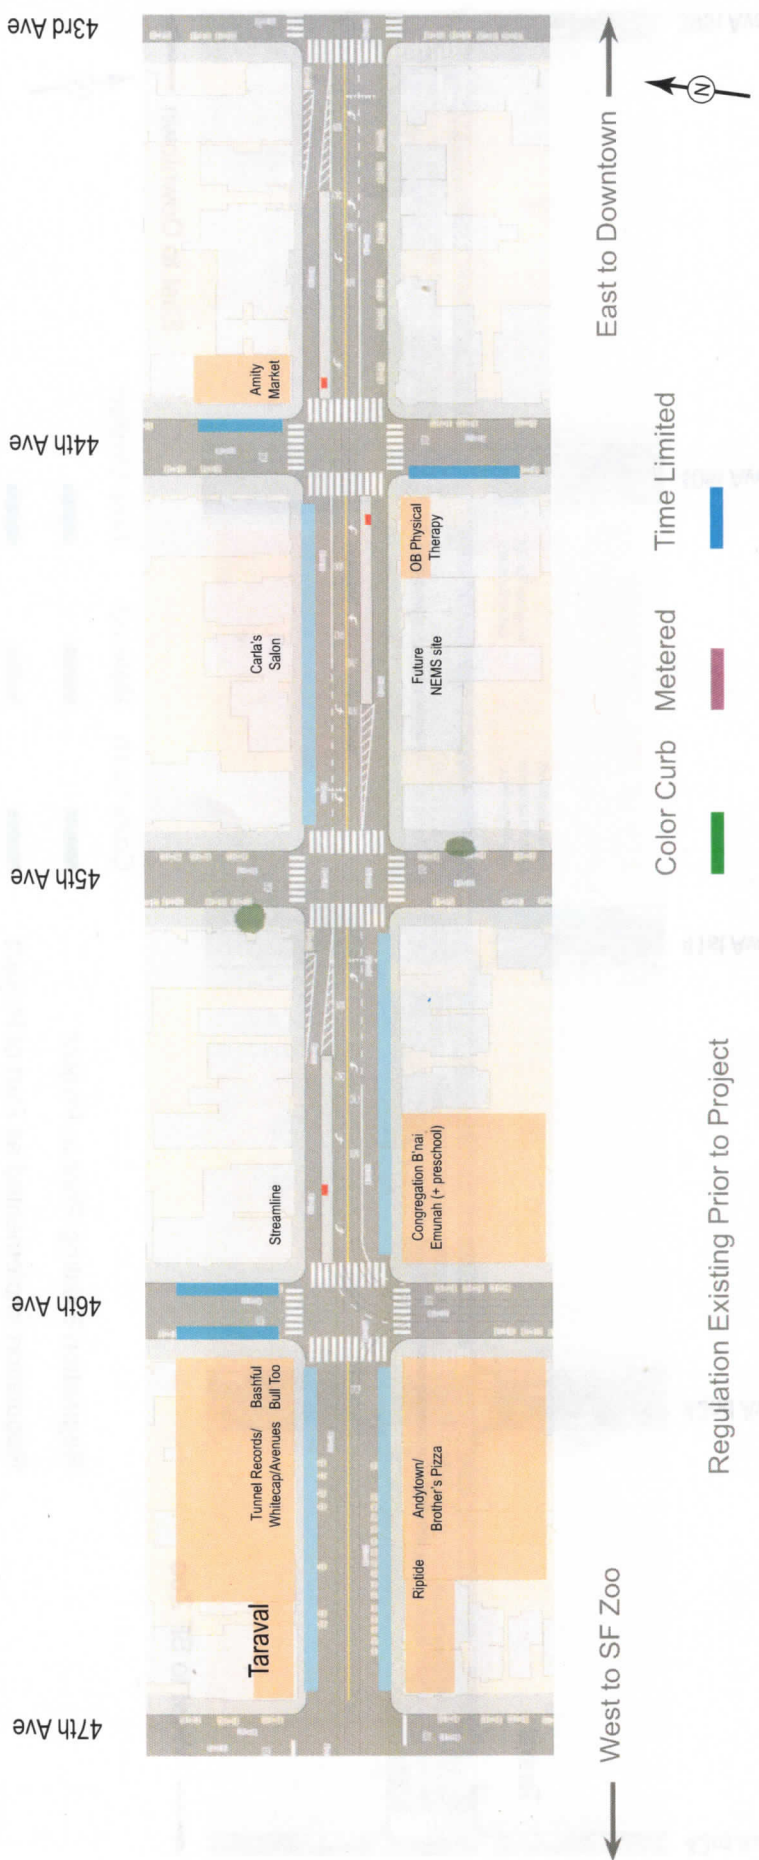 43rd Ave
44th Ave
45th Ave
46th Ave
47th Ave
Amity
Market
Carla's
Salon
Streamline
Tunnel Records/
Whitecap/Avenues
Bashful
Bull Too
Taraval
OB Physical
Therapy
Future
NEMS site
Congregation B'nai
Emunah (+ preschool)
Andytown/
Brother's Pizza
Riptide
N
East to Downtown
West to SF Zoo
Regulation Existing Prior to Project
Color Curb
Metered
Time Limited